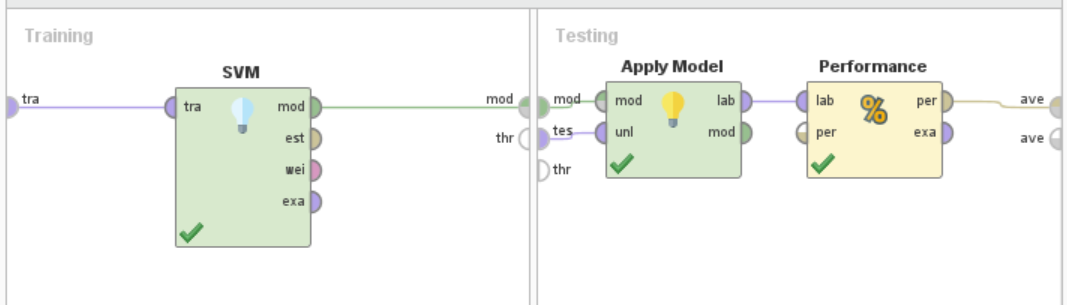 Training
SVM
tra
tra
mod
mod
est
thr
wei
exa
Testing
Apply Model
Performance
mod
mod
lab
lab
per
ave
tes
unl
mod
per
exa
ave
thr
%